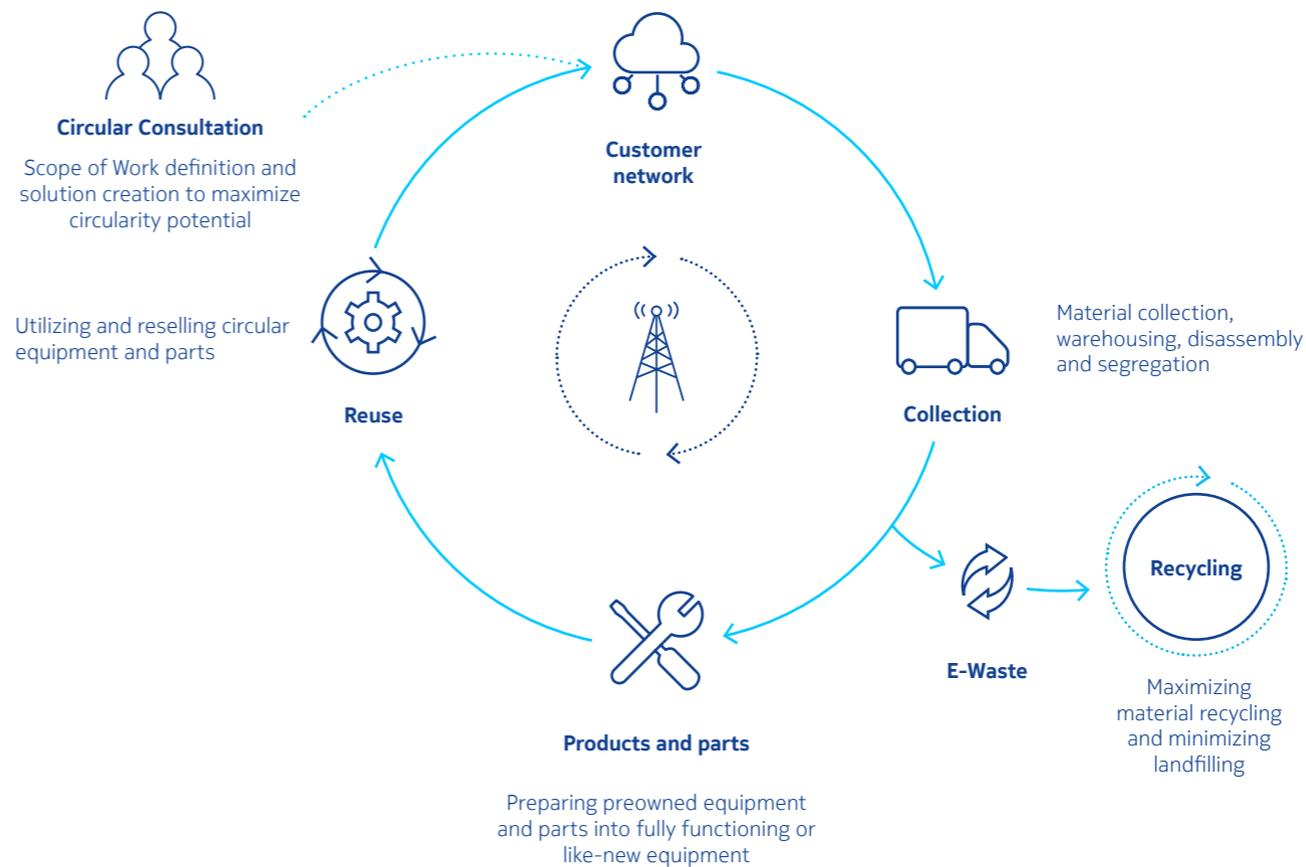 Circular Consultation
Scope of Work definition and
solution creation to maximize
circularity potential
Customer
network
Utilizing and reselling circular
equipment and parts
Reuse
Material collection,
warehousing, disassembly
and segregation
Collection
Recycling
E-Waste
Maximizing
material recycling
and minimizing
landfilling
Products and parts
Preparing preowned equipment
and parts into fully functioning or
like-new equipment